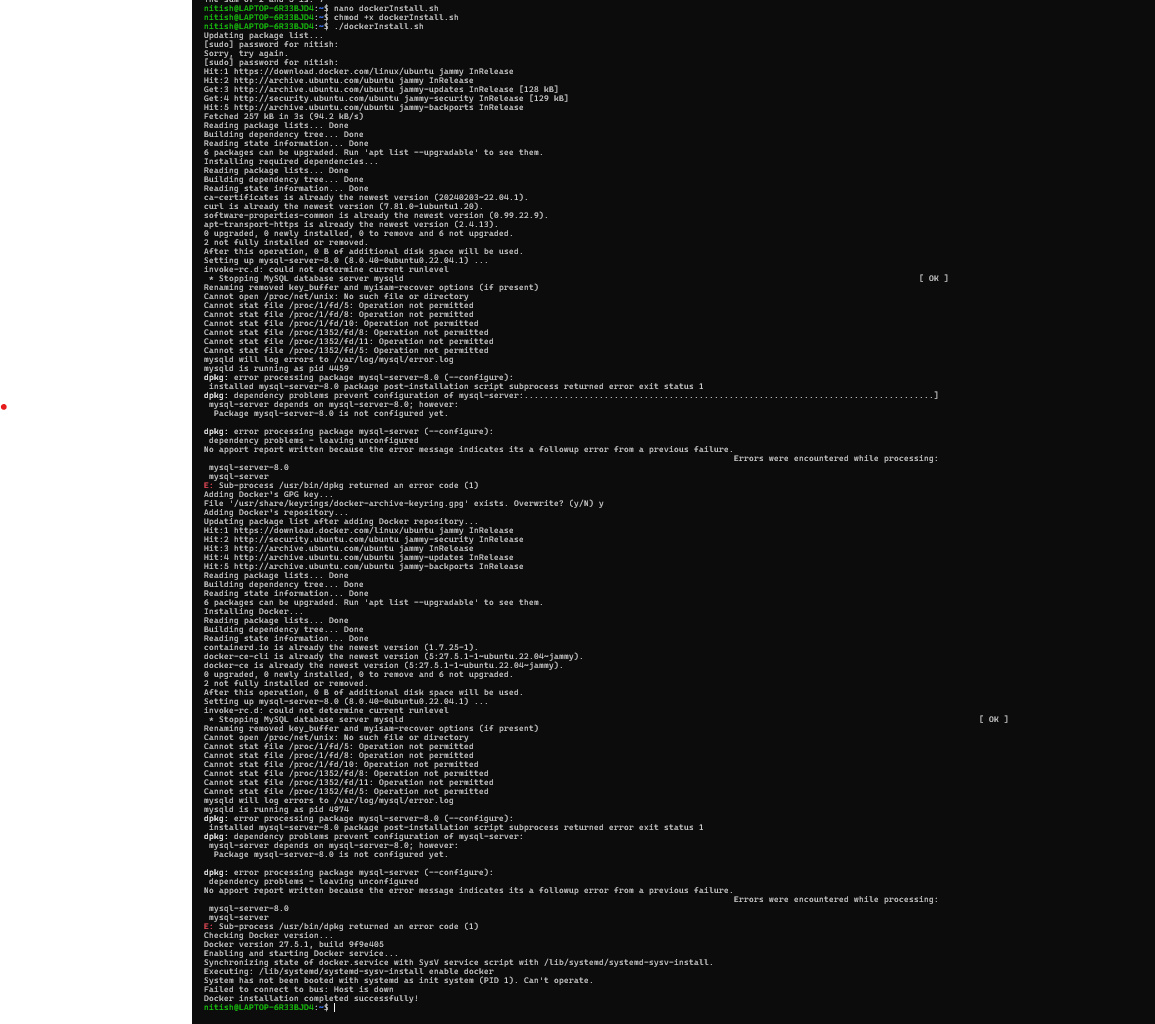 nitish@LAPTOP-6R33BJD4:~$ nano dockerInstall.sh
nitish@LAPTOP-6R33BJD4:~$ chmod +x dockerInstall.sh
nitish@LAPTOP-6R33BJD4:~$ ./dockerInstall.sh
Updating package list...
[sudo] password for nitish:
Sorry, try again.
[sudo] password for nitish:
Hit:1 https://download.docker.com/linux/ubuntu jammy InRelease
Hit:2 http://archive.ubuntu.com/ubuntu jammy InRelease
Get:3 http://archive.ubuntu.com/ubuntu jammy-updates InRelease [128 kB]
Get:4 http://security.ubuntu.com/ubuntu jammy-security InRelease [129 kB]
Hit:5 http://archive.ubuntu.com/ubuntu jammy-backports InRelease
Fetched 257 kB in 3s (94.2 kB/s)
Reading package lists... Done
Building dependency tree... Done
Reading state information... Done
6 packages can be upgraded. Run 'apt list --upgradable' to see them.
Installing required dependencies...
Reading package lists... Done
Building dependency tree... Done
Reading state information... Done
ca-certificates is already the newest version (20240203~22.04.1).
curl is already the newest version (7.81.0-1ubuntu1.20).
software-properties-common is already the newest version (0.99.22.9).
apt-transport-https is already the newest version (2.4.13).
0 upgraded, 0 newly installed, 0 to remove and 6 not upgraded.
2 not fully installed or removed.
After this operation, 0 B of additional disk space will be used.
Setting up mysql-server-8.0 (8.0.40-0ubuntu0.22.04.1) ...
invoke-rc.d: could not determine current runlevel
 * Stopping MySQL database server mysqld [ OK ]
Renaming removed key_buffer and myisam-recover options (if present)
Cannot open /proc/net/unix: No such file or directory
Cannot stat file /proc/1/fd/5: Operation not permitted
Cannot stat file /proc/1/fd/8: Operation not permitted
Cannot stat file /proc/1/fd/10: Operation not permitted
Cannot stat file /proc/1352/fd/8: Operation not permitted
Cannot stat file /proc/1352/fd/11: Operation not permitted
Cannot stat file /proc/1352/fd/5: Operation not permitted
mysqld will log errors to /var/log/mysql/error.log
mysqld is running as pid 4459
dpkg: error processing package mysql-server-8.0 (--configure):
 installed mysql-server-8.0 package post-installation script subprocess returned error exit status 1
dpkg: dependency problems prevent configuration of mysql-server:..................................................................................]
 mysql-server depends on mysql-server-8.0; however:
  Package mysql-server-8.0 is not configured yet.
dpkg: error processing package mysql-server (--configure):
 dependency problems - leaving unconfigured
No apport report written because the error message indicates its a followup error from a previous failure.
Errors were encountered while processing:
 mysql-server-8.0
 mysql-server
E: Sub-process /usr/bin/dpkg returned an error code (1)
Adding Docker's GPG key...
File '/usr/share/keyrings/docker-archive-keyring.gpg' exists. Overwrite? (y/N) y
Adding Docker's repository...
Updating package list after adding Docker repository...
Hit:1 https://download.docker.com/linux/ubuntu jammy InRelease
Hit:2 http://security.ubuntu.com/ubuntu jammy-security InRelease
Hit:3 http://archive.ubuntu.com/ubuntu jammy InRelease
Hit:4 http://archive.ubuntu.com/ubuntu jammy-updates InRelease
Hit:5 http://archive.ubuntu.com/ubuntu jammy-backports InRelease
Reading package lists... Done
Building dependency tree... Done
Reading state information... Done
6 packages can be upgraded. Run 'apt list --upgradable' to see them.
Installing Docker...
Reading package lists... Done
Building dependency tree... Done
Reading state information... Done
containerd.io is already the newest version (1.7.25-1).
docker-ce-cli is already the newest version (5:27.5.1-1~ubuntu.22.04~jammy).
docker-ce is already the newest version (5:27.5.1-1~ubuntu.22.04~jammy).
0 upgraded, 0 newly installed, 0 to remove and 6 not upgraded.
2 not fully installed or removed.
After this operation, 0 B of additional disk space will be used.
Setting up mysql-server-8.0 (8.0.40-0ubuntu0.22.04.1) ...
invoke-rc.d: could not determine current runlevel
 * Stopping MySQL database server mysqld [ OK ]
Renaming removed key_buffer and myisam-recover options (if present)
Cannot open /proc/net/unix: No such file or directory
Cannot stat file /proc/1/fd/5: Operation not permitted
Cannot stat file /proc/1/fd/8: Operation not permitted
Cannot stat file /proc/1/fd/10: Operation not permitted
Cannot stat file /proc/1352/fd/8: Operation not permitted
Cannot stat file /proc/1352/fd/11: Operation not permitted
Cannot stat file /proc/1352/fd/5: Operation not permitted
mysqld will log errors to /var/log/mysql/error.log
mysqld is running as pid 4974
dpkg: error processing package mysql-server-8.0 (--configure):
 installed mysql-server-8.0 package post-installation script subprocess returned error exit status 1
dpkg: dependency problems prevent configuration of mysql-server:
 mysql-server depends on mysql-server-8.0; however:
  Package mysql-server-8.0 is not configured yet.
dpkg: error processing package mysql-server (--configure):
 dependency problems - leaving unconfigured
No apport report written because the error message indicates its a followup error from a previous failure.
Errors were encountered while processing:
 mysql-server-8.0
 mysql-server
E: Sub-process /usr/bin/dpkg returned an error code (1)
Checking Docker version...
Docker version 27.5.1, build 9f9e405
Enabling and starting Docker service...
Synchronizing state of docker.service with SysV service script with /lib/systemd/systemd-sysv-install.
Executing: /lib/systemd/systemd-sysv-install enable docker
System has not been booted with systemd as init system (PID 1). Can't operate.
Failed to connect to bus: Host is down
Docker installation completed successfully!
nitish@LAPTOP-6R33BJD4:~$